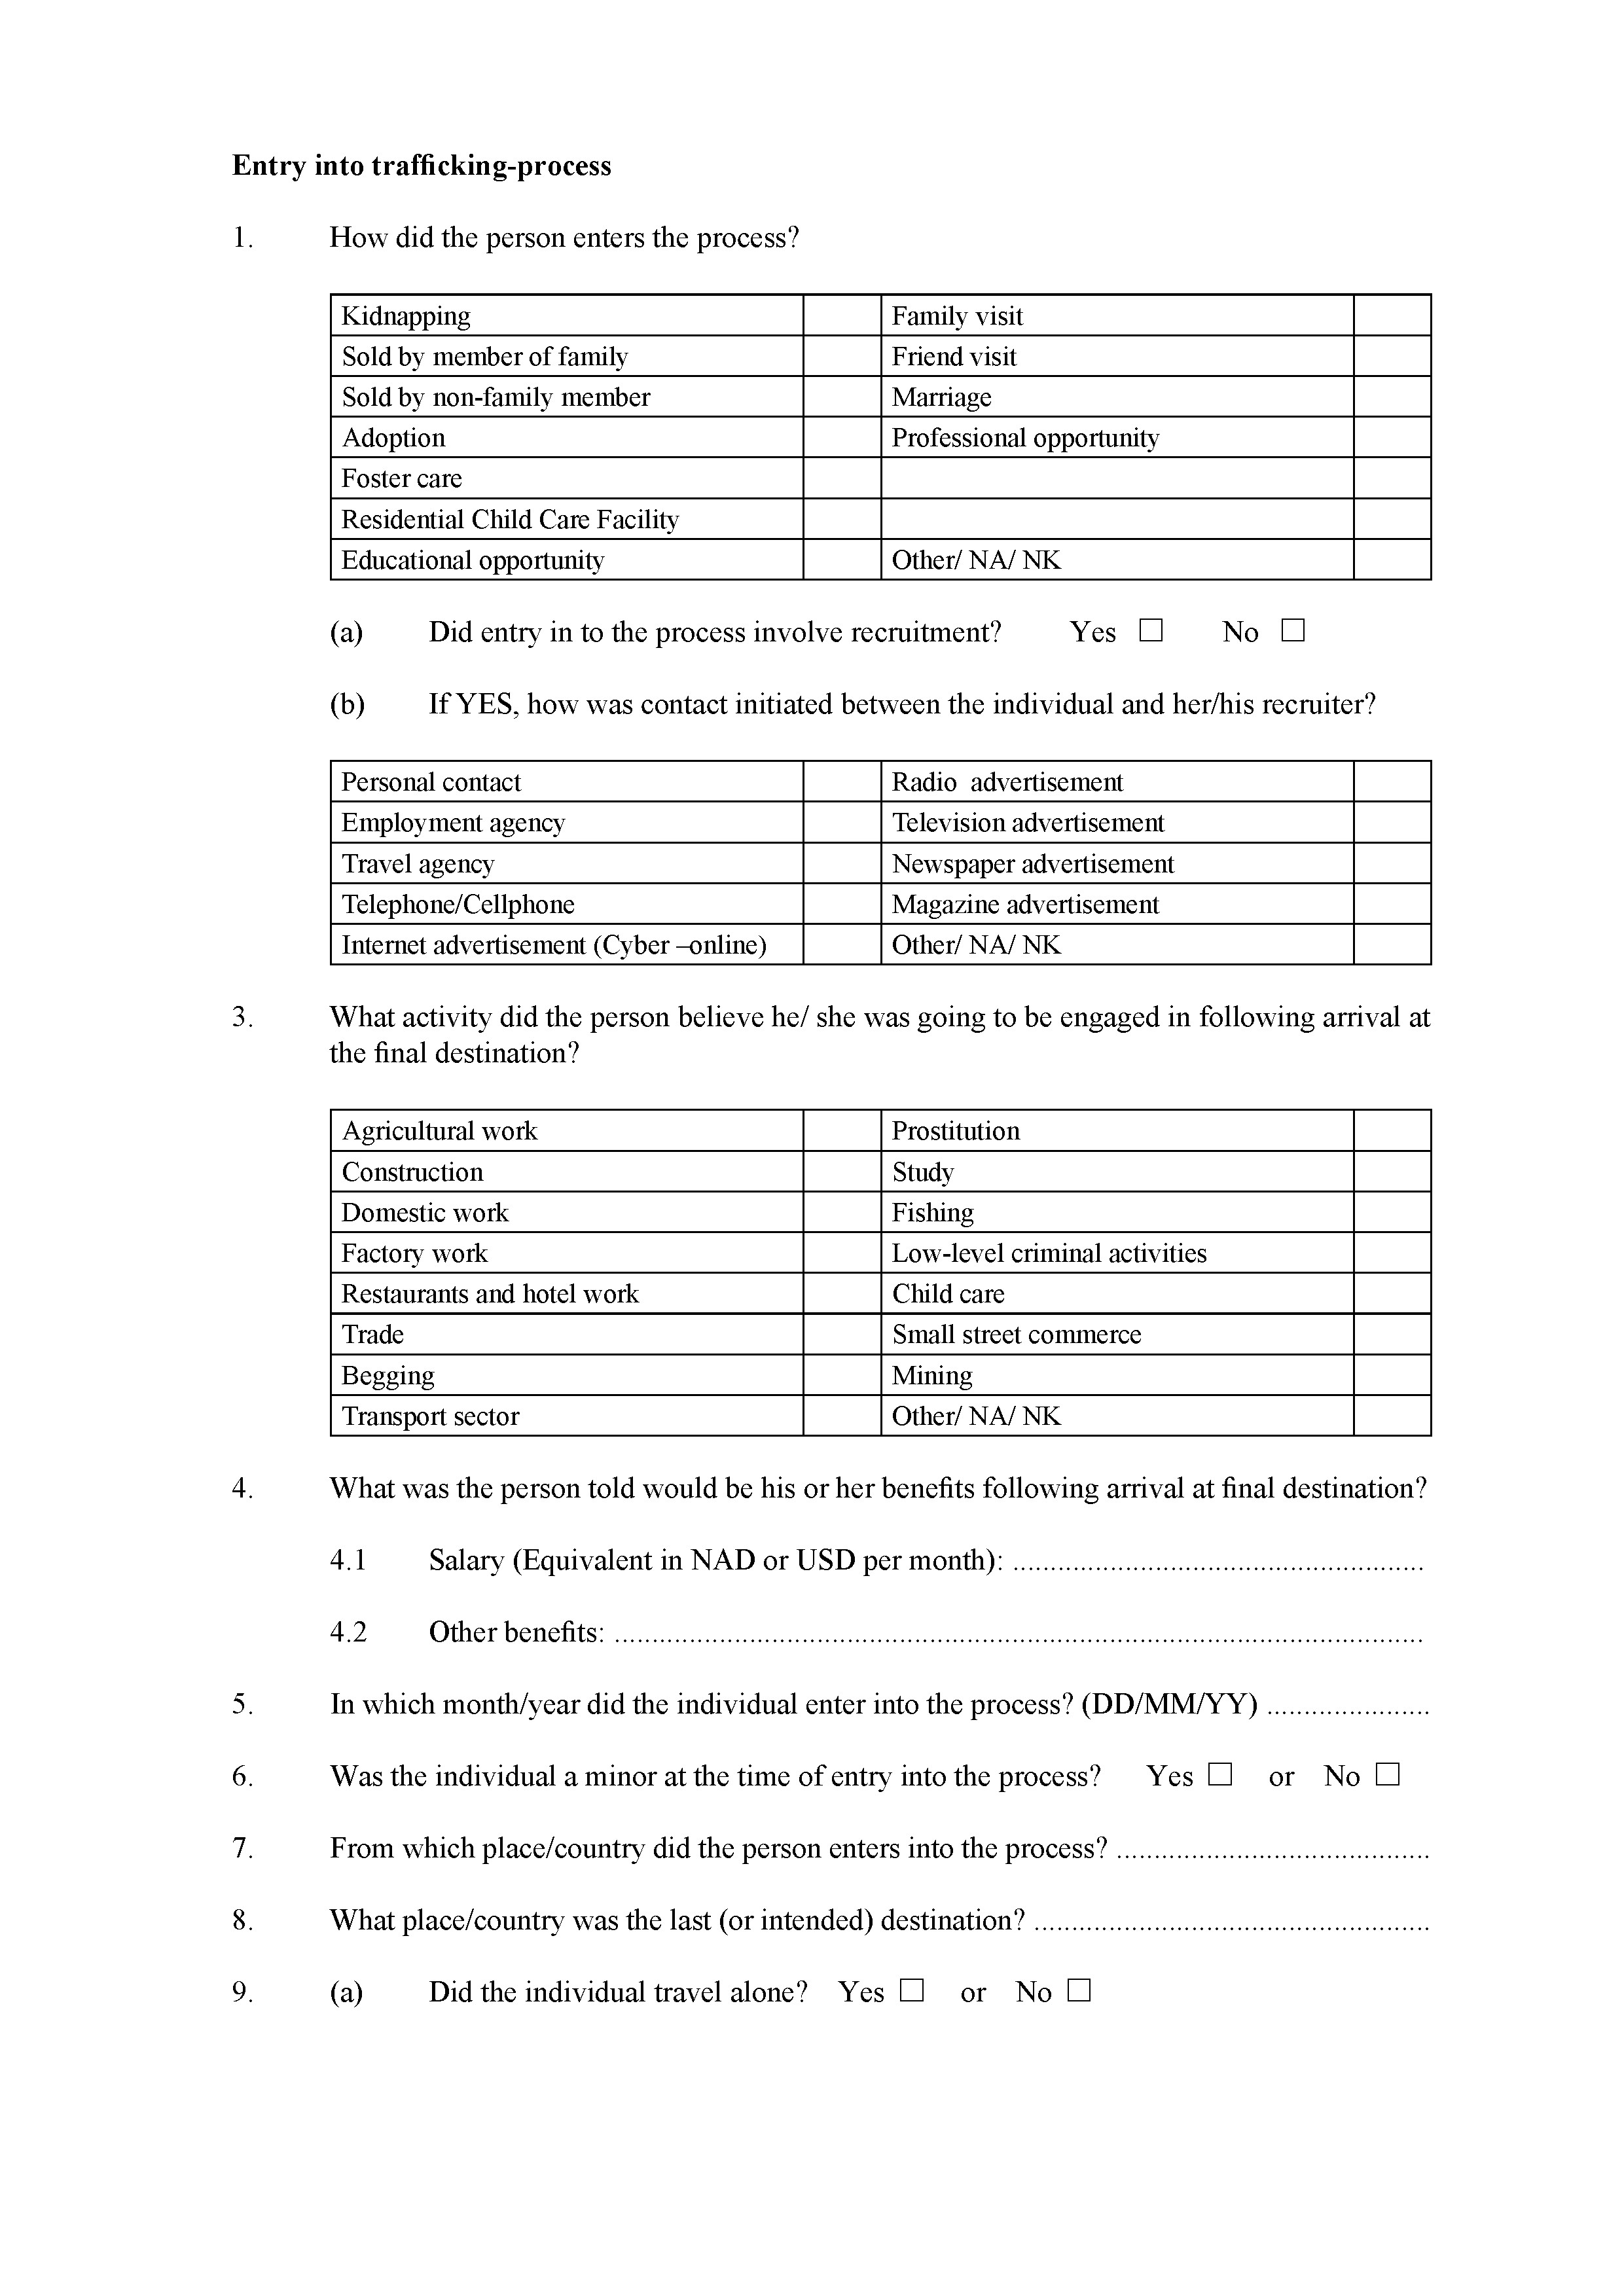 Entry into trafficking-process
1. How did the person enters the process?
Kidnapping Family visit
Sold by member of family Friend visit
Sold by non-family member Marriage
Adoption Professional opportunity
Foster care
Residential Child Care Facility
Educational opportunity Other/ NA/ NK
(a) Did entry in to the process involve recruitment? Yes ☐ No ☐
(b) If YES, how was contact initiated between the individual and her/his recruiter?
Personal contact Radio advertisement
Employment agency Television advertisement
Travel agency Newspaper advertisement
Telephone/Cellphone Magazine advertisement
Internet advertisement (Cyber –online) Other/ NA/ NK
3. What activity did the person believe he/ she was going to be engaged in following arrival at
the final destination?
Agricultural work Prostitution
Construction Study
Domestic work Fishing
Factory work Low-level criminal activities
Restaurants and hotel work Child care
Trade Small street commerce
Begging Mining
Transport sector Other/ NA/ NK
4. What was the person told would be his or her benefits following arrival at final destination?
4.1 Salary (Equivalent in NAD or USD per month): .......................................................
4.2 Other benefits: ............................................................................................................
5. In which month/year did the individual enter into the process? (DD/MM/YY) ......................
6. Was the individual a minor at the time of entry into the process? Yes ☐ or No ☐
7. From which place/country did the person enters into the process? ..........................................
8. What place/country was the last (or intended) destination? .....................................................
9. (a) Did the individual travel alone? Yes ☐ or No ☐